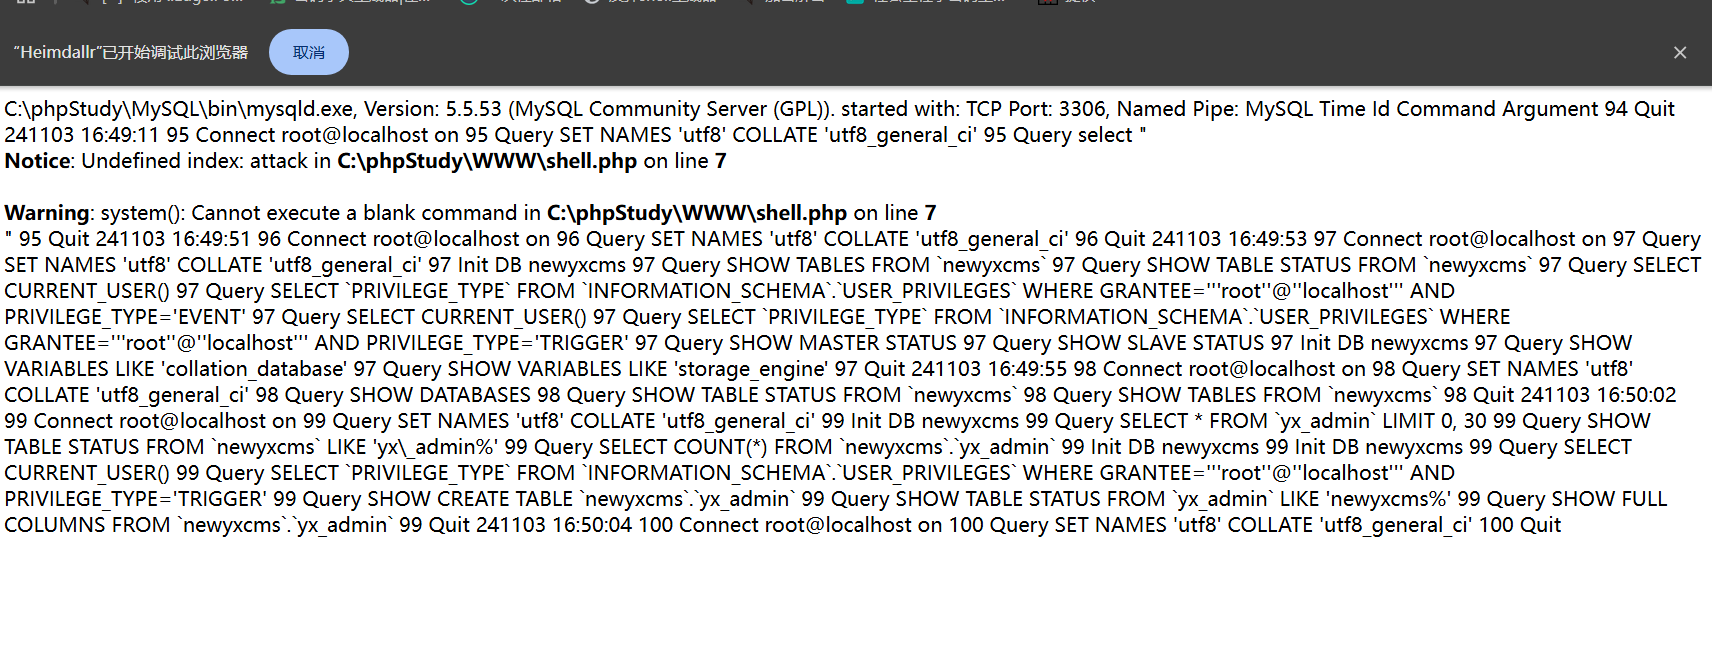 “Heimdallr”已开始调试此浏览器 取消
C:\phpStudy\MySQL\bin\mysqld.exe, Version: 5.5.53 (MySQL Community Server (GPL)). started with: TCP Port: 3306, Named Pipe: MySQL Time Id Command Argument 94 Quit
241103 16:49:11 95 Connect root@localhost on 95 Query SET NAMES 'utf8' COLLATE 'utf8_general_ci' 95 Query select "
Notice: Undefined index: attack in C:\phpStudy\WWW\shell.php on line 7
Warning: system(): Cannot execute a blank command in C:\phpStudy\WWW\shell.php on line 7
" 95 Quit 241103 16:49:51 96 Connect root@localhost on 96 Query SET NAMES 'utf8' COLLATE 'utf8_general_ci' 96 Quit 241103 16:49:53 97 Connect root@localhost on 97 Query
SET NAMES 'utf8' COLLATE 'utf8_general_ci' 97 Init DB newyxcms 97 Query SHOW TABLES FROM `newyxcms` 97 Query SHOW TABLE STATUS FROM `newyxcms` 97 Query SELECT
CURRENT_USER() 97 Query SELECT `PRIVILEGE_TYPE` FROM `INFORMATION_SCHEMA`.`USER_PRIVILEGES` WHERE GRANTEE='''root''@''localhost''' AND
PRIVILEGE_TYPE='EVENT' 97 Query SELECT CURRENT_USER() 97 Query SELECT `PRIVILEGE_TYPE` FROM `INFORMATION_SCHEMA`.`USER_PRIVILEGES` WHERE
GRANTEE='''root''@''localhost''' AND PRIVILEGE_TYPE='TRIGGER' 97 Query SHOW MASTER STATUS 97 Query SHOW SLAVE STATUS 97 Init DB newyxcms 97 Query SHOW
VARIABLES LIKE 'collation_database' 97 Query SHOW VARIABLES LIKE 'storage_engine' 97 Quit 241103 16:49:55 98 Connect root@localhost on 98 Query SET NAMES 'utf8'
COLLATE 'utf8_general_ci' 98 Query SHOW DATABASES 98 Query SHOW TABLE STATUS FROM `newyxcms` 98 Query SHOW TABLES FROM `newyxcms` 98 Quit 241103 16:50:02
99 Connect root@localhost on 99 Query SET NAMES 'utf8' COLLATE 'utf8_general_ci' 99 Init DB newyxcms 99 Query SELECT * FROM `yx_admin` LIMIT 0, 30 99 Query SHOW
TABLE STATUS FROM `newyxcms` LIKE 'yx\_admin%' 99 Query SELECT COUNT(*) FROM `newyxcms`.`yx_admin` 99 Init DB newyxcms 99 Init DB newyxcms 99 Query SELECT
CURRENT_USER() 99 Query SELECT `PRIVILEGE_TYPE` FROM `INFORMATION_SCHEMA`.`USER_PRIVILEGES` WHERE GRANTEE='''root''@''localhost''' AND
PRIVILEGE_TYPE='TRIGGER' 99 Query SHOW CREATE TABLE `newyxcms`.`yx_admin` 99 Query SHOW TABLE STATUS FROM `yx_admin` LIKE 'newyxcms%' 99 Query SHOW FULL
COLUMNS FROM `newyxcms`.`yx_admin` 99 Quit 241103 16:50:04 100 Connect root@localhost on 100 Query SET NAMES 'utf8' COLLATE 'utf8_general_ci' 100 Quit